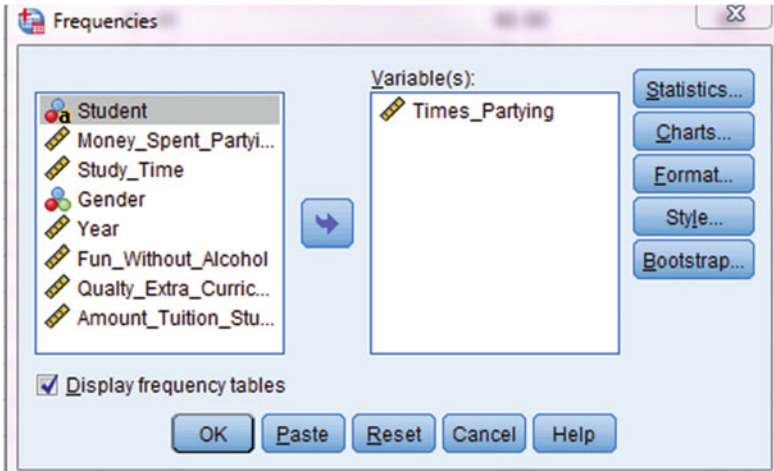 Frequencies
Variable(s):
Student
Money_Spent_Partyi...
Study_Time
Gender
Year
Fun_Without_Alcohol
Qualty_Extra_Curric...
Amount_Tuition_Stu...
Times_Partying
Statistics...
Charts...
Format...
Style...
Bootstrap...
Display frequency tables
OK
Paste
Reset
Cancel
Help